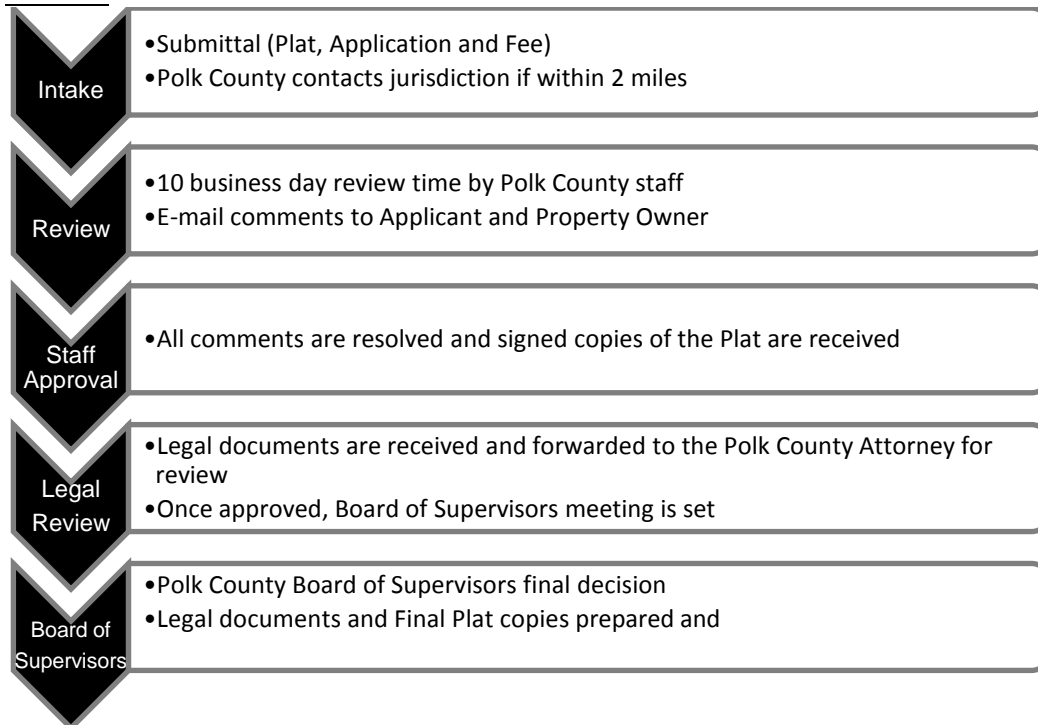 Intake
•Submittal (Plat, Application and Fee)
•Polk County contacts jurisdiction if within 2 miles
Review
•10 business day review time by Polk County staff
•E-mail comments to Applicant and Property Owner
Staff
Approval
•All comments are resolved and signed copies of the Plat are received
Legal
Review
•Legal documents are received and forwarded to the Polk County Attorney for
review
•Once approved, Board of Supervisors meeting is set
Board of
Supervisors
•Polk County Board of Supervisors final decision
•Legal documents and Final Plat copies prepared and